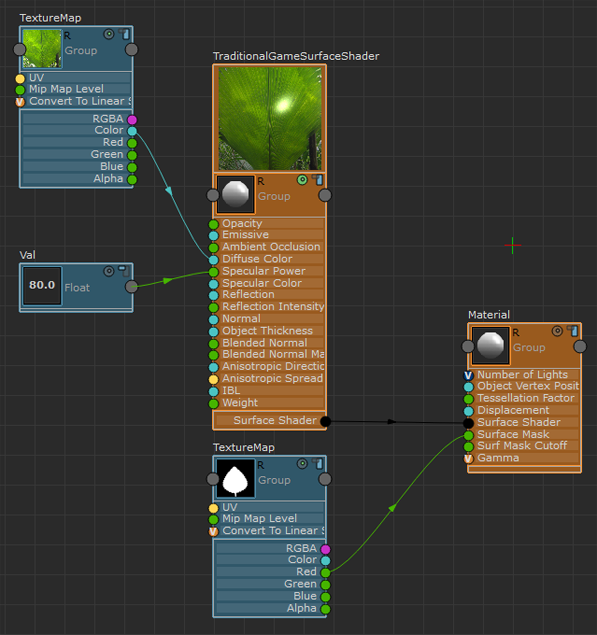 TextureMap
R
Group
UV
Mip Map Level
Convert To Linear S
RGBA
Color
Red
Green
Blue
Alpha
TraditionalGameSurfaceShader
R
Group
Opacity
Emissive
Ambient Occlusion
Diffuse Color
Specular Power
Specular Color
Reflection
Reflection Intensity
Normal
Object Thickness
Blended Normal
Blended Normal Ma
Anisotropic Directic
Anisotropic Spread
IBL
Weight
Surface Shader
Val
80.0
Float
Material
R
Group
V Number of Lights
Object Vertex Posit
Tessellation Factor
Displacement
Surface Shader
Surface Mask
Surf Mask Cutoff
V Gamma
TextureMap
R
Group
UV
Mip Map Level
Convert To Linear S
RGBA
Color
Red
Green
Blue
Alpha